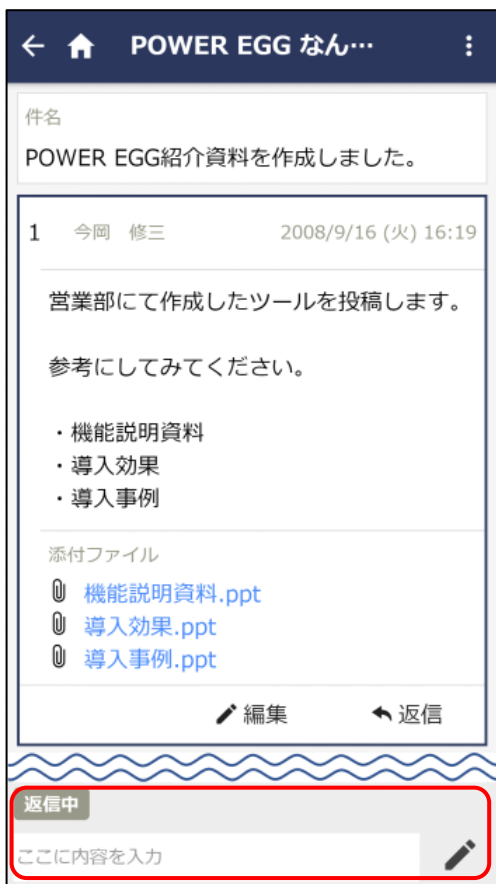 POWER EGG なん…
件名
POWER EGG紹介資料を作成しました。
1 今岡 修三 2008/9/16 (火) 16:19
営業部にて作成したツールを投稿します。
参考にしてみてください。
・機能説明資料
・導入効果
・導入事例
添付ファイル
機能説明資料.ppt
導入効果.ppt
導入事例.ppt
編集 返信
返信中
ここに内容を入力